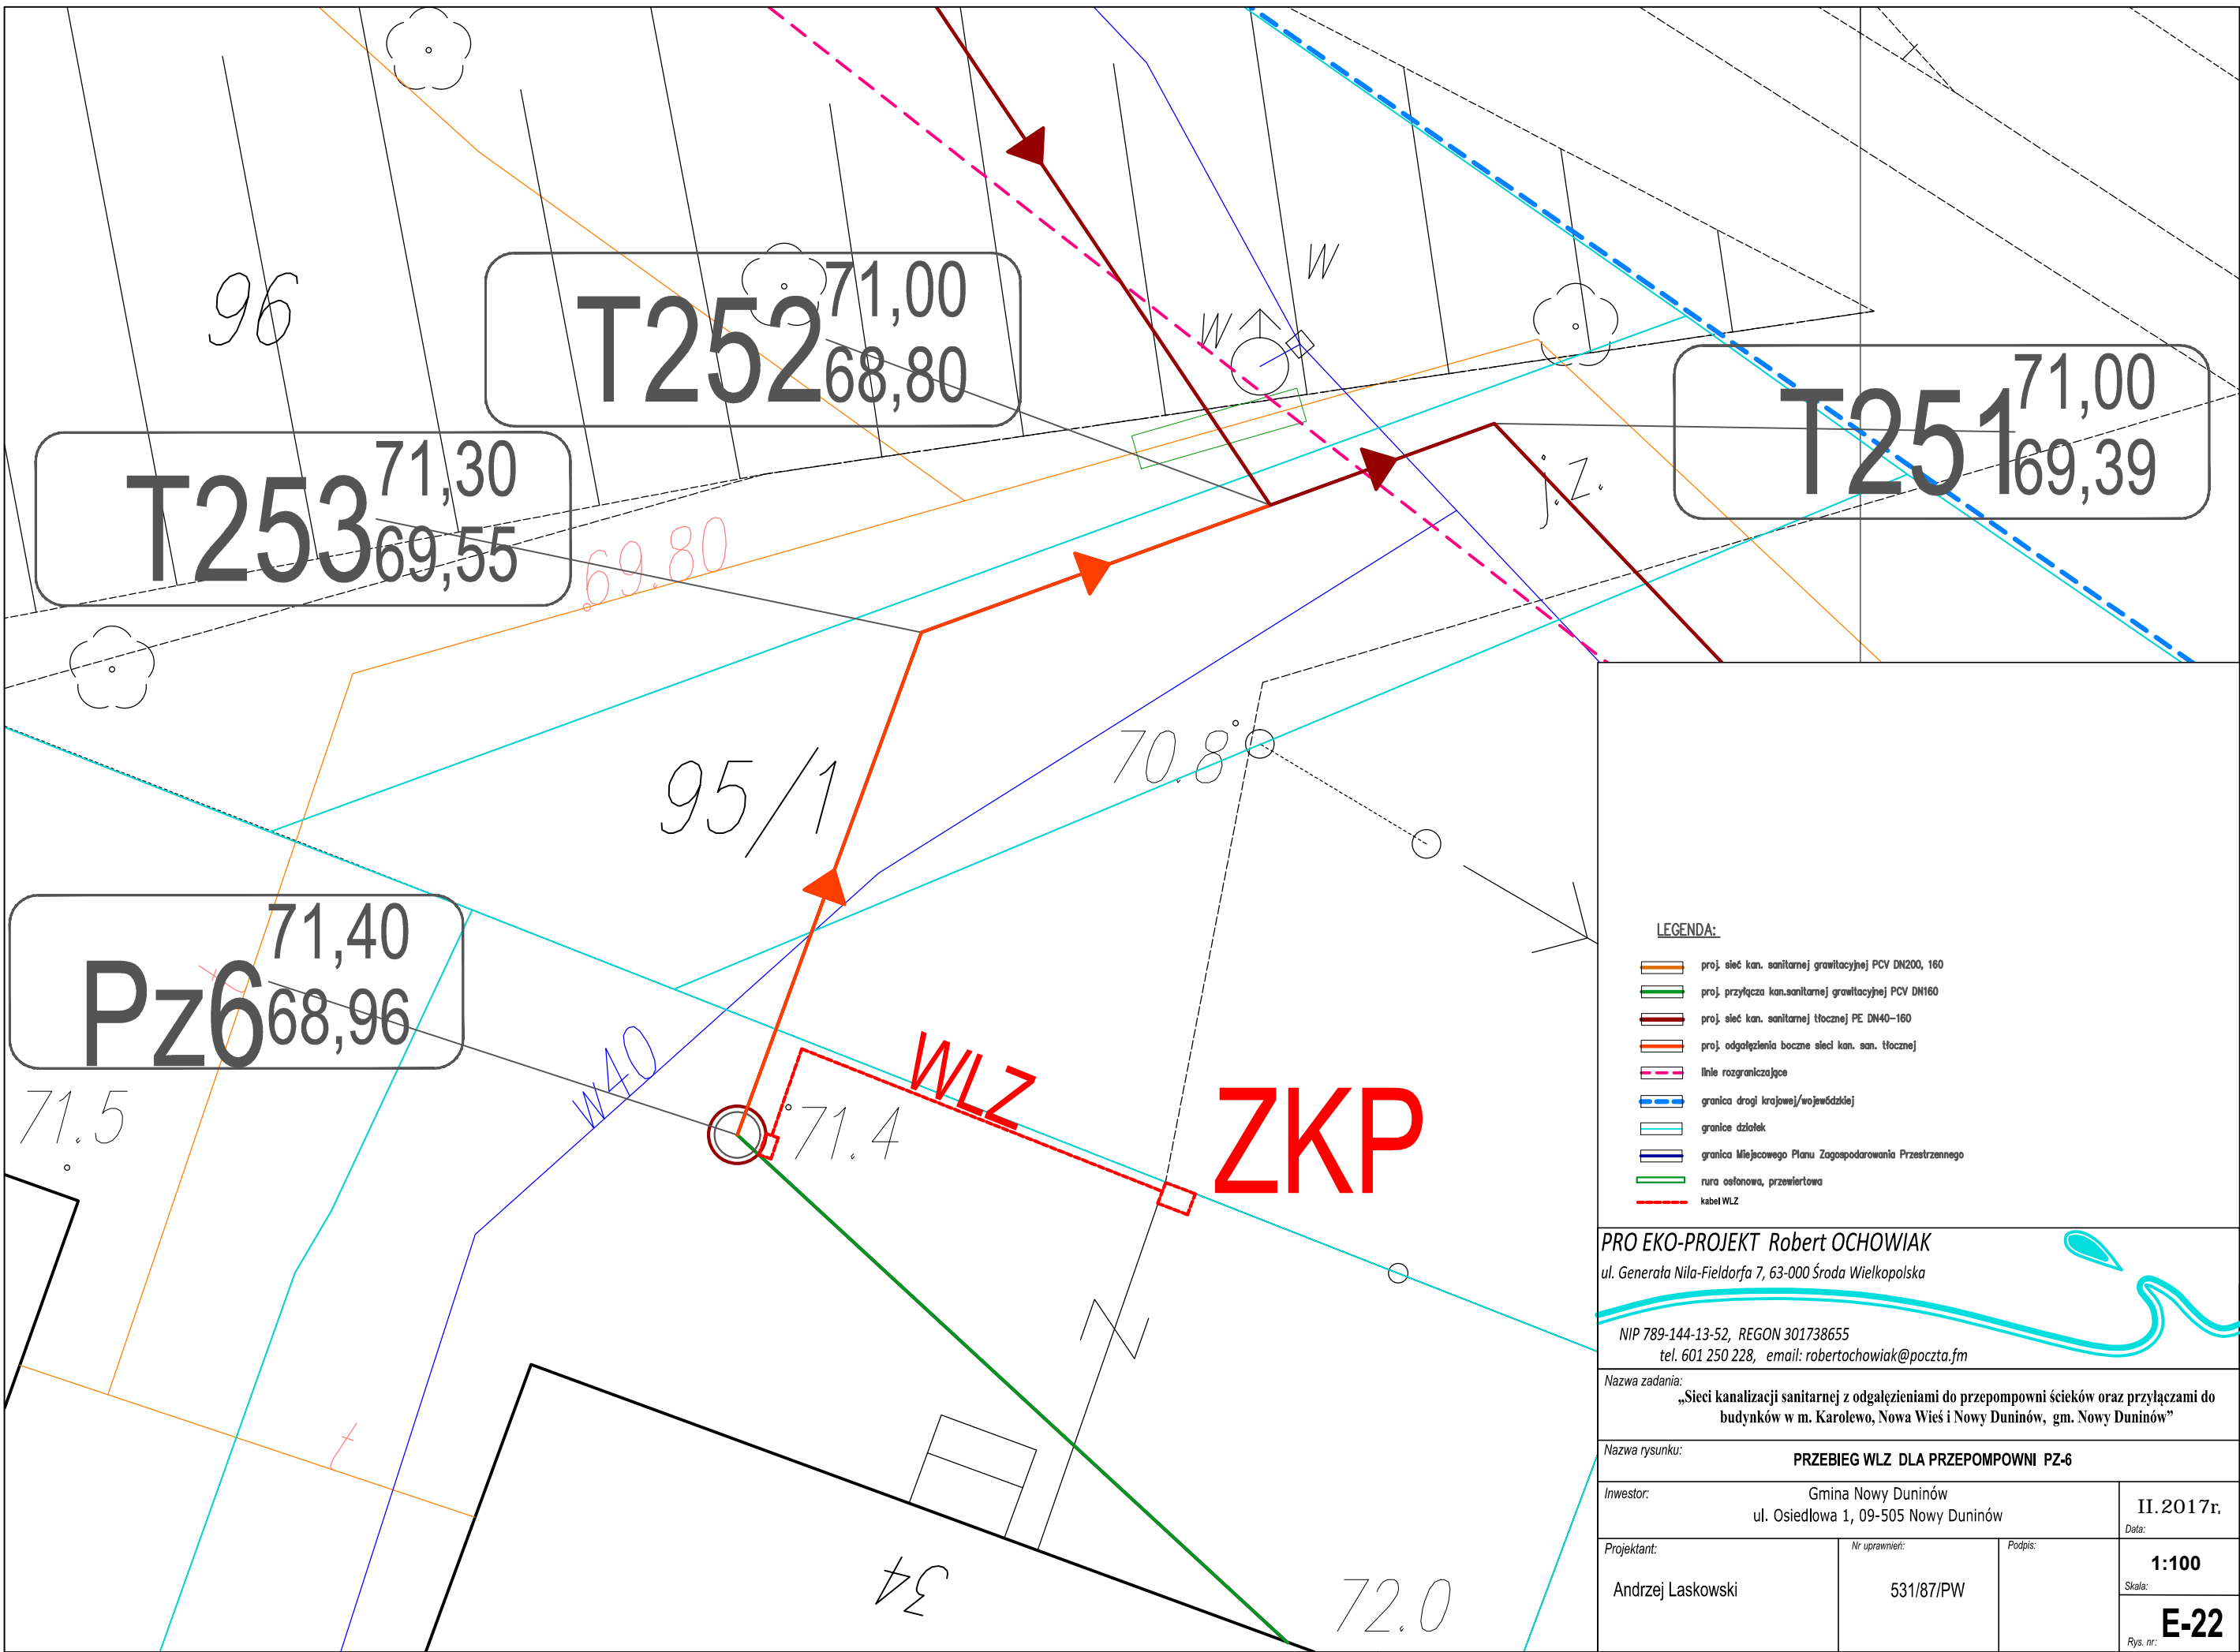 96
T252 71,00
68,80
W
W
T251 71,00
69,39
T253 71,30
69,55
69.80
j.z.
95/1
70.8
Pz6 71,40
68,96
W40
WLZ
ZKP
71.5
71.4
34
72.0
LEGENDA:
proj. sieć kan. sanitarnej grawitacyjnej PCV DN200, 160
proj. przyłącza kan.sanitarnej grawitacyjnej PCV DN160
proj. sieć kan. sanitarnej tłocznej PE DN40-160
proj. odgałęzienia boczne sieci kan. san. tłocznej
linie rozgraniczające
granica drogi krajowej/wojewódzkiej
granice działek
granica Miejscowego Planu Zagospodarowania Przestrzennego
rura osłonowa, przewiertowa
kabel WLZ
PRO EKO-PROJEKT Robert OCHOWIAK
ul. Generała Nila-Fieldorfa 7, 63-000 Środa Wielkopolska
NIP 789-144-13-52, REGON 301738655
tel. 601 250 228, email: robertochowiak@poczta.fm
Nazwa zadania:
„Sieci kanalizacji sanitarnej z odgałęzieniami do przepompowni ścieków oraz przyłączami do
budynków w m. Karolewo, Nowa Wieś i Nowy Duninów, gm. Nowy Duninów”
Nazwa rysunku:
PRZEBIEG WLZ DLA PRZEPOMPOWNI PZ-6
Inwestor:
Gmina Nowy Duninów
ul. Osiedlowa 1, 09-505 Nowy Duninów
II.2017r.
Data:
Projektant:
Andrzej Laskowski
Nr uprawnień:
531/87/PW
Podpis:
1:100
Skala:
E-22
Rys. nr: